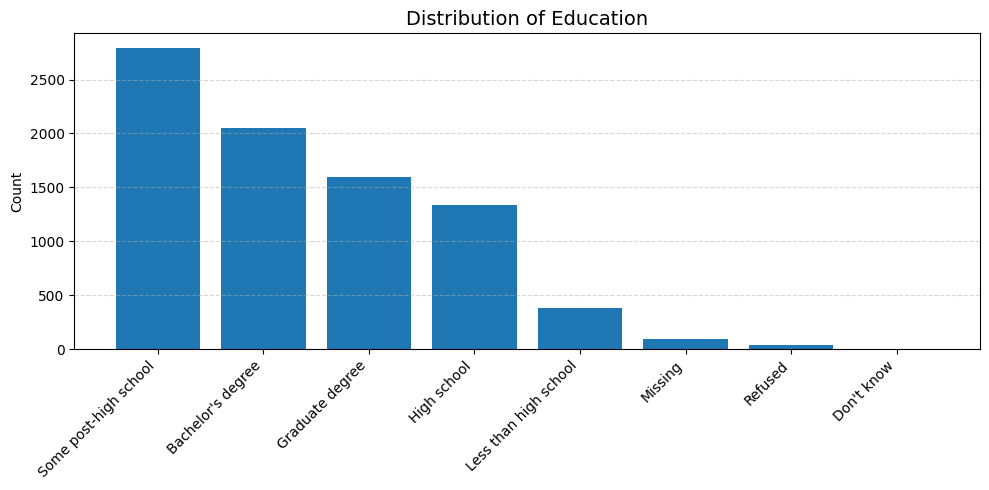 Distribution of Education
Count
2500
2000
1500
1000
500
0
Some post-high school
Bachelor's degree
Graduate degree
High school
Less than high school
Missing
Refused
Don't know